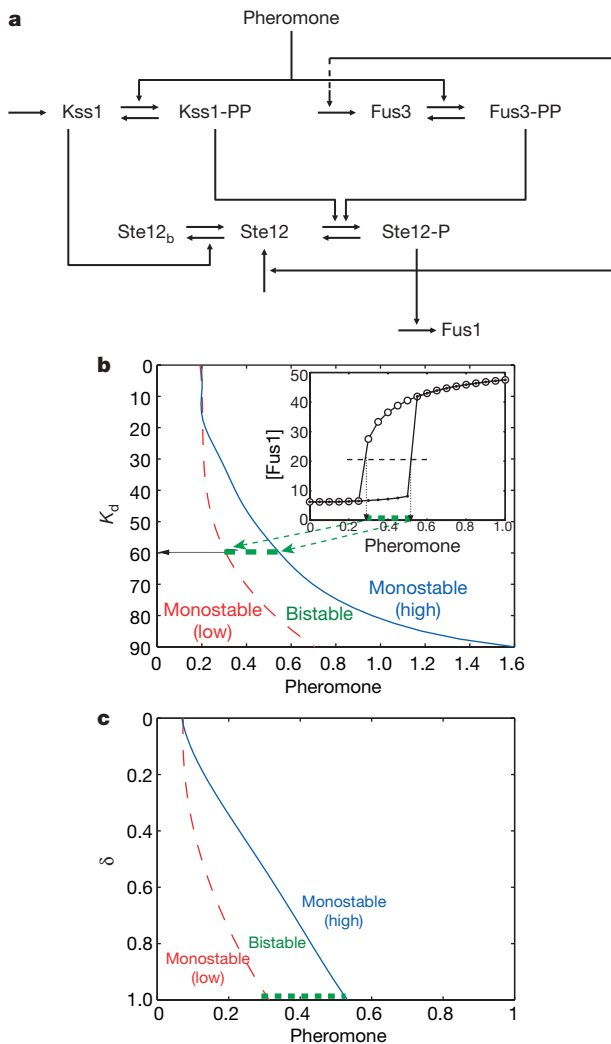 a
Pheromone
Kss1 Kss1-PP Fus3 Fus3-PP
Ste12b Ste12 Ste12-P
Fus1
b
0
10
20
30
40
50
60
70
80
90
Kd
0 0.2 0.4 0.6 0.8 1.0 1.2 1.4 1.6
Pheromone
Monostable
(low)
Bistable
Monostable
(high)
50
40
30
20
10
0
[Fus1]
0 0.2 0.4 0.6 0.8 1.0
Pheromone
c
0
0.2
0.4
0.6
0.8
1.0
δ
0 0.2 0.4 0.6 0.8 1
Pheromone
Monostable
(low)
Bistable
Monostable
(high)